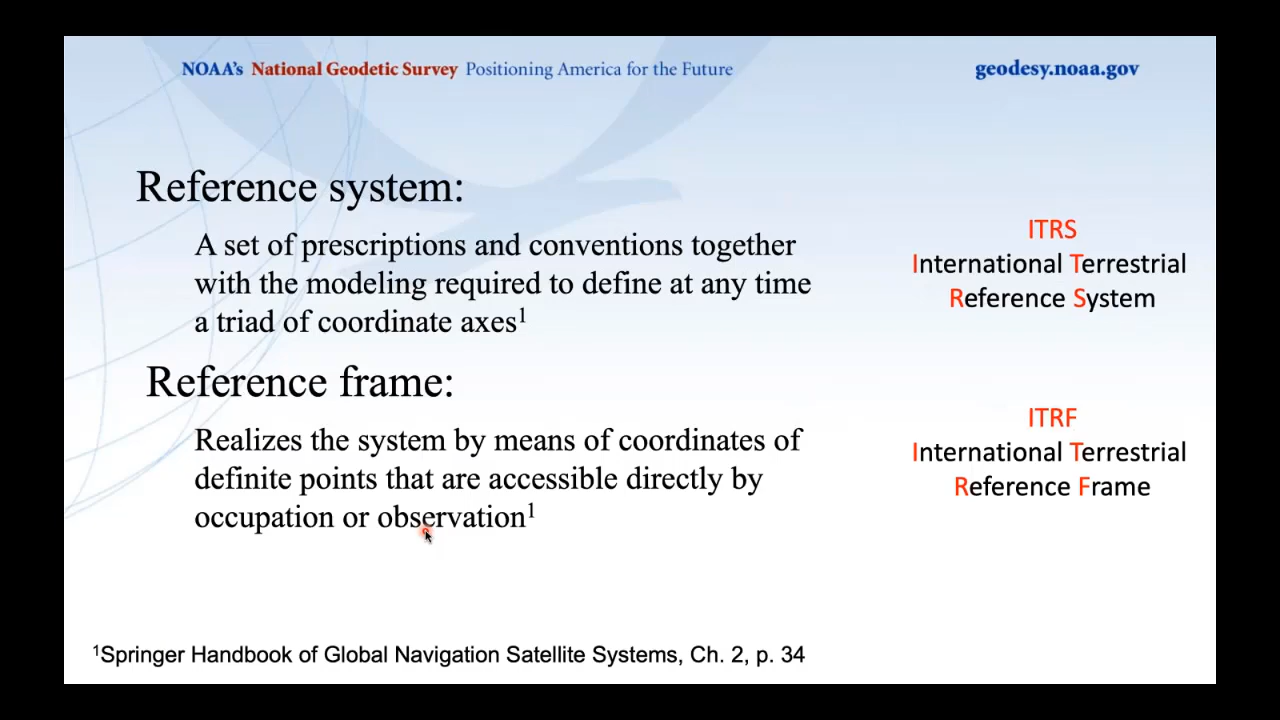 NOAA's National Geodetic Survey Positioning America for the Future
geodesy.noaa.gov
Reference system:
A set of prescriptions and conventions together
with the modeling required to define at any time
a triad of coordinate axes¹
ITRS
International Terrestrial
Reference System
Reference frame:
Realizes the system by means of coordinates of
definite points that are accessible directly by
occupation or observation¹
ITRF
International Terrestrial
Reference Frame
¹Springer Handbook of Global Navigation Satellite Systems, Ch. 2, p. 34